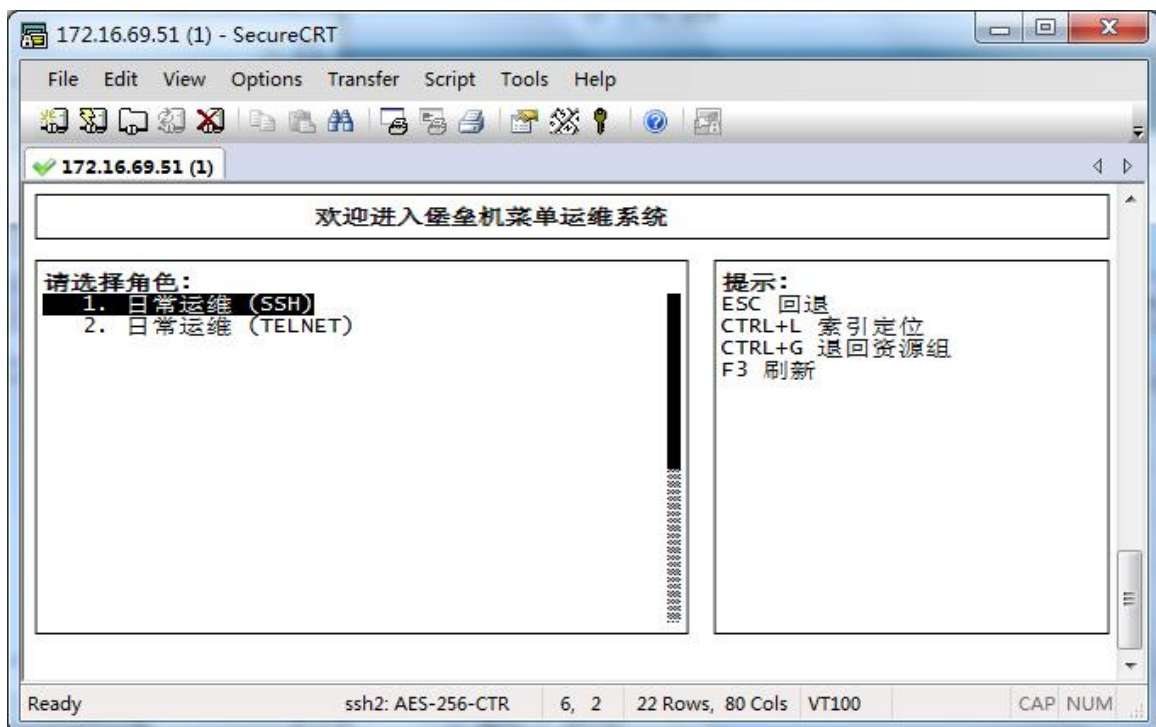 172.16.69.51 (1) - SecureCRT
File Edit View Options Transfer Script Tools Help
172.16.69.51 (1)
欢迎进入堡垒机菜单运维系统
请选择角色:
1. 日常运维 (SSH)
2. 日常运维 (TELNET)
提示:
ESC 回退
CTRL+L 索引定位
CTRL+G 退回资源组
F3 刷新
Ready ssh2: AES-256-CTR 6, 2 22 Rows, 80 Cols VT100 CAP NUM